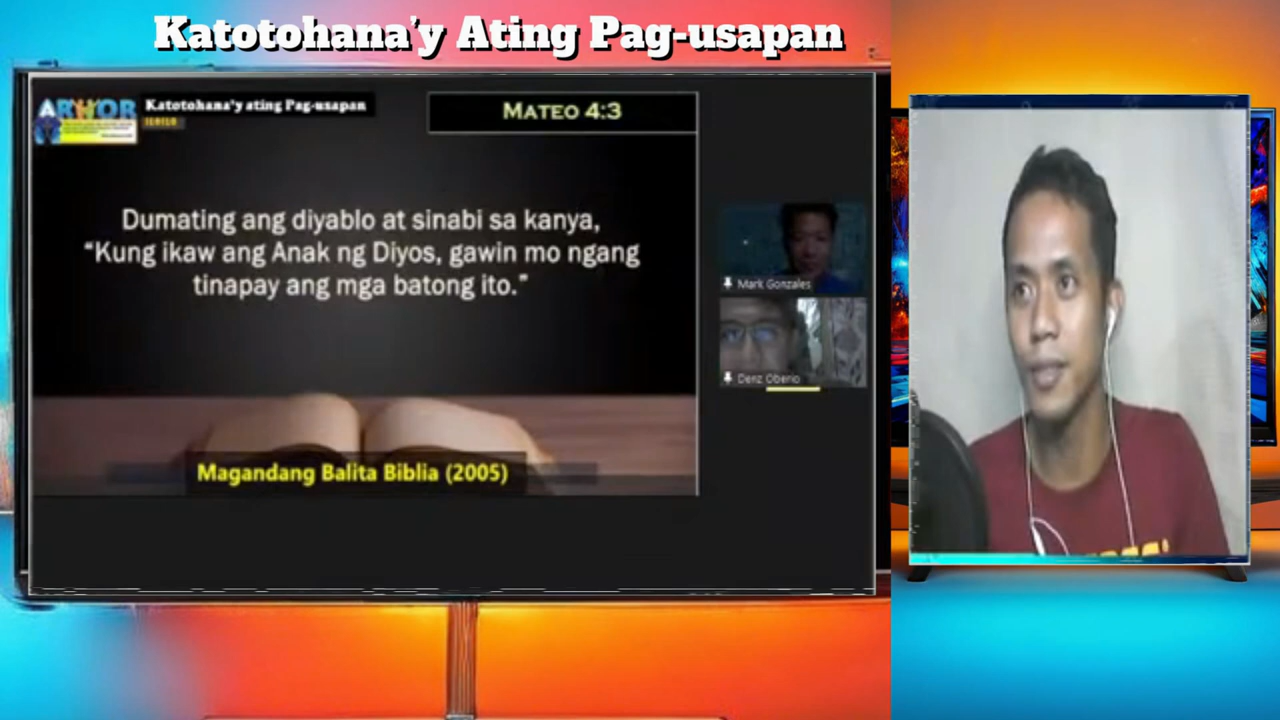 Katotohana'y Ating Pag-usapan
ARWOR
Katotohana'y ating Pag-usapan
MATEO 4:3
Dumating ang diyablo at sinabi sa kanya,
“Kung ikaw ang Anak ng Diyos, gawin mo ngang
tinapay ang mga batong ito.”
Mark Gonzales
Denz Oberio
Magandang Balita Biblia (2005)